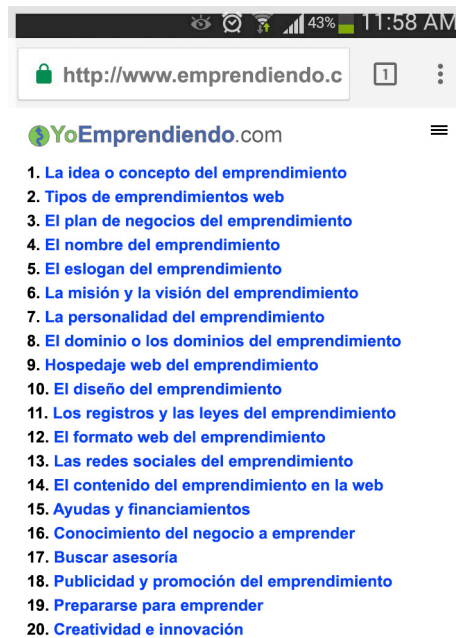 43% 11:58 AM
http://www.emprendiendo.c 1
YoEmprendiendo.com
1. La idea o concepto del emprendimiento
2. Tipos de emprendimientos web
3. El plan de negocios del emprendimiento
4. El nombre del emprendimiento
5. El eslogan del emprendimiento
6. La misión y la visión del emprendimiento
7. La personalidad del emprendimiento
8. El dominio o los dominios del emprendimiento
9. Hospedaje web del emprendimiento
10. El diseño del emprendimiento
11. Los registros y las leyes del emprendimiento
12. El formato web del emprendimiento
13. Las redes sociales del emprendimiento
14. El contenido del emprendimiento en la web
15. Ayudas y financiamientos
16. Conocimiento del negocio a emprender
17. Buscar asesoría
18. Publicidad y promoción del emprendimiento
19. Prepararse para emprender
20. Creatividad e innovación